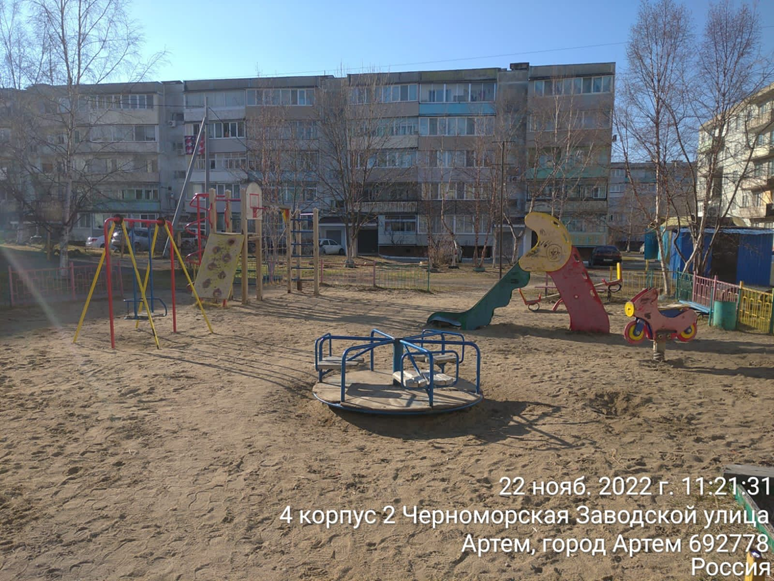 22 нояб. 2022 г. 11:21:31
4 корпус 2 Черноморская Заводской улица
Артем, город Артем 692778
Россия